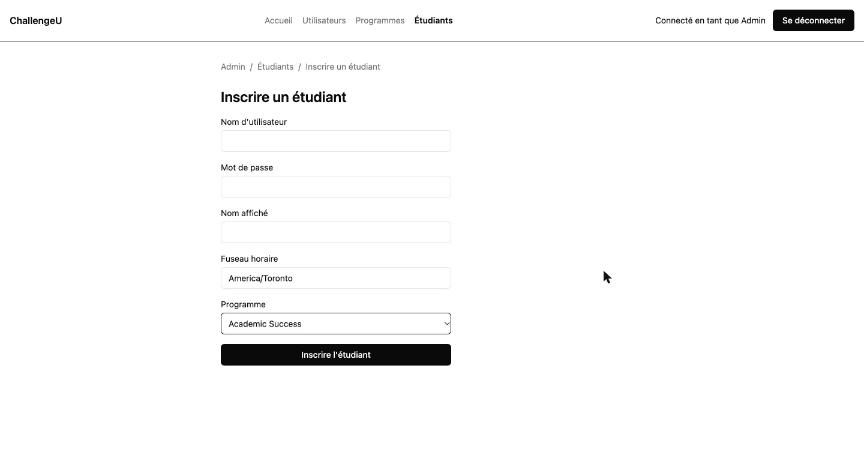 ChallengeU
Accueil Utilisateurs Programmes Étudiants
Connecté en tant que Admin Se déconnecter
Admin / Étudiants / Inscrire un étudiant
Inscrire un étudiant
Nom d'utilisateur
Mot de passe
Nom affiché
Fuseau horaire
America/Toronto
Programme
Academic Success
Inscrire l'étudiant